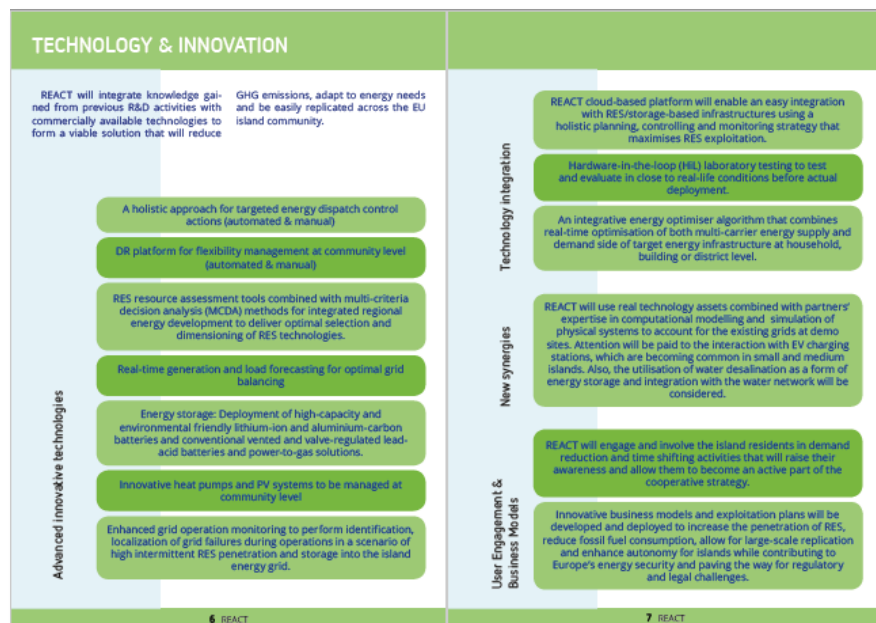 TECHNOLOGY & INNOVATION
REACT will integrate knowledge gai-
ned from previous R&D activities with
commercially available technologies to
form a viable solution that will reduce
GHG emissions, adapt to energy needs
and be easily replicated across the EU
island community.
Advanced innovative technologies
A holistic approach for targeted energy dispatch control
actions (automated & manual)
DR platform for flexibility management at community level
(automated & manual)
RES resource assessment tools combined with multi-criteria
decision analysis (MCDA) methods for integrated regional
energy development to deliver optimal selection and
dimensioning of RES technologies.
Real-time generation and load forecasting for optimal grid
balancing
Energy storage: Deployment of high-capacity and
environmental friendly lithium-ion and aluminium-carbon
batteries and conventional vented and valve-regulated lead-
acid batteries and power-to-gas solutions.
Innovative heat pumps and PV systems to be managed at
community level
Enhanced grid operation monitoring to perform identification,
localization of grid failures during operations in a scenario of
high intermittent RES penetration and storage into the island
energy grid.
6 REACT
Technology integration
REACT cloud-based platform will enable an easy integration
with RES/storage-based infrastructures using a
holistic planning, controlling and monitoring strategy that
maximises RES exploitation.
Hardware-in-the-loop (HiL) laboratory testing to test
and evaluate in close to real-life conditions before actual
deployment.
An integrative energy optimiser algorithm that combines
real-time optimisation of both multi-carrier energy supply and
demand side of target energy infrastructure at household,
building or district level.
New synergies
REACT will use real technology assets combined with partners'
expertise in computational modelling and simulation of
physical systems to account for the existing grids at demo
sites. Attention will be paid to the interaction with EV charging
stations, which are becoming common in small and medium
islands. Also, the utilisation of water desalination as a form of
energy storage and integration with the water network will be
considered.
User Engagement &
Business Models
REACT will engage and involve the island residents in demand
reduction and time shifting activities that will raise their
awareness and allow them to become an active part of the
cooperative strategy.
Innovative business models and exploitation plans will be
developed and deployed to increase the penetration of RES,
reduce fossil fuel consumption, allow for large-scale replication
and enhance autonomy for islands while contributing to
Europe's energy security and paving the way for regulatory
and legal challenges.
7 REACT